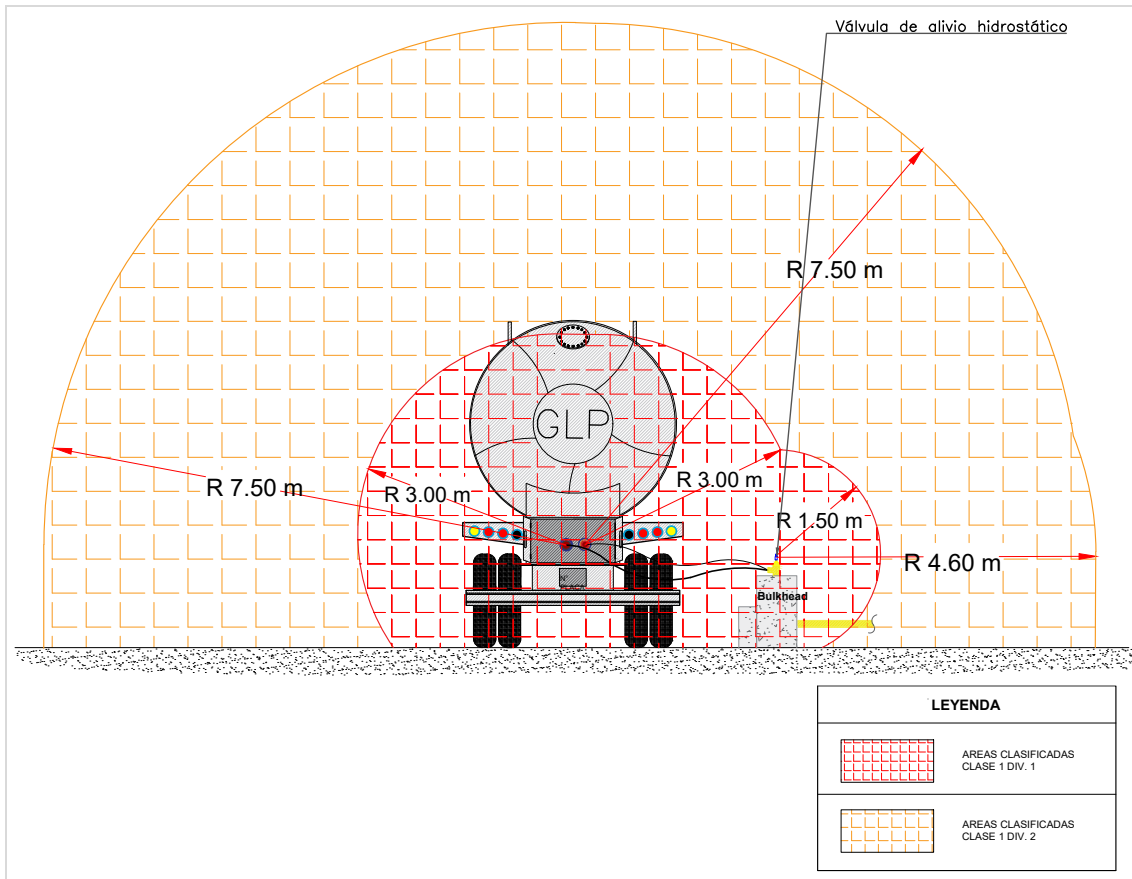 Válvula de alivio hidrostático
R 7.50 m
GLP
R 7.50 m
R 3.00 m
R 3.00 m
R 1.50 m
R 4.60 m
N°
Bulkhead
LEYENDA
AREAS CLASIFICADAS
CLASE 1 DIV. 1
AREAS CLASIFICADAS
CLASE 1 DIV. 2